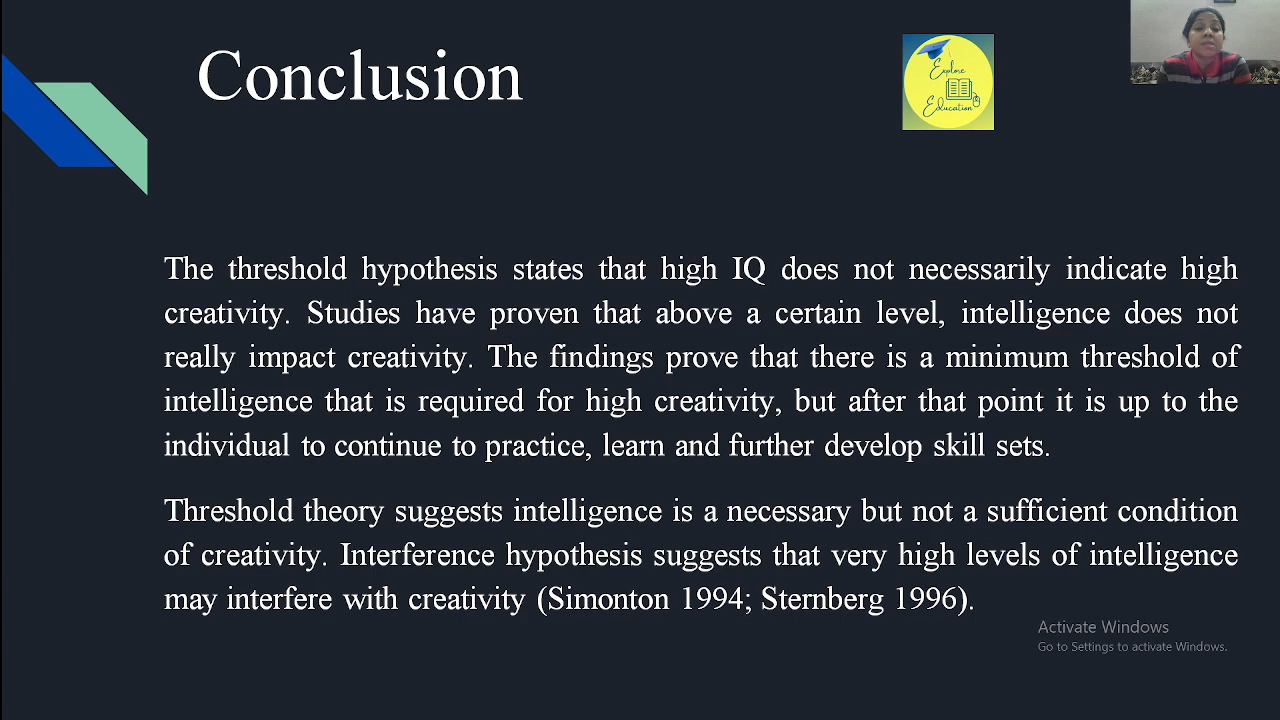 Conclusion
Explore
Education
The threshold hypothesis states that high IQ does not necessarily indicate high
creativity. Studies have proven that above a certain level, intelligence does not
really impact creativity. The findings prove that there is a minimum threshold of
intelligence that is required for high creativity, but after that point it is up to the
individual to continue to practice, learn and further develop skill sets.
Threshold theory suggests intelligence is a necessary but not a sufficient condition
of creativity. Interference hypothesis suggests that very high levels of intelligence
may interfere with creativity (Simonton 1994; Sternberg 1996).
Activate Windows
Go to Settings to activate Windows.